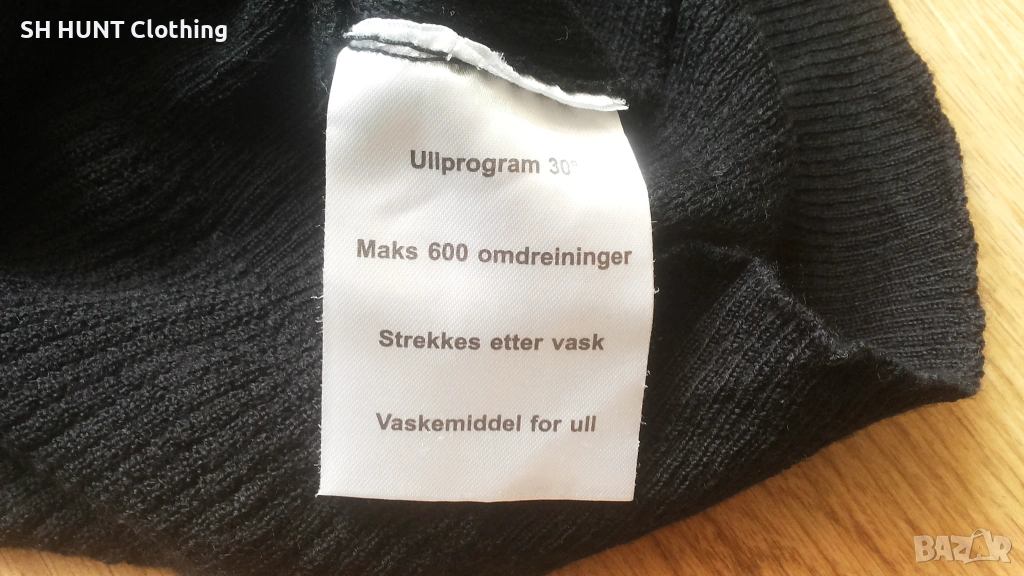 SH HUNT Clothing
Ullprogram 30°
Maks 600 omdreininger
Strekkes etter vask
Vaskemiddel for ull
BAZAR